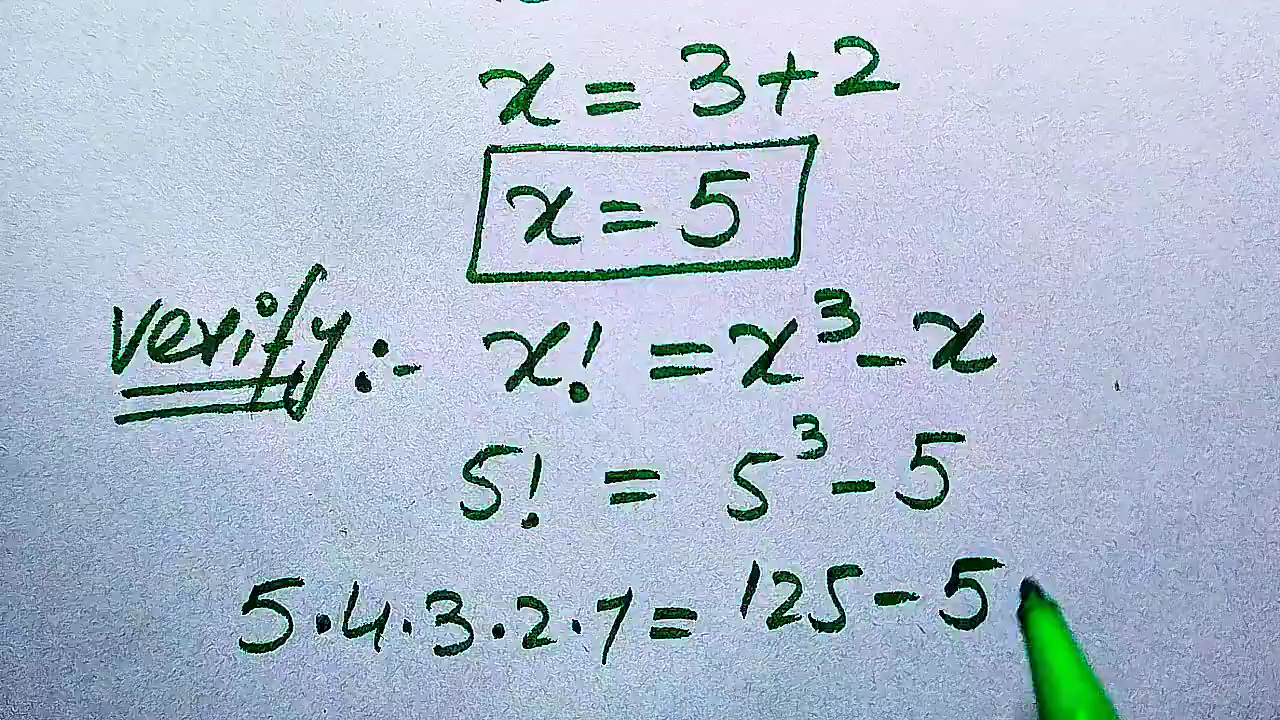 x = 3+2
x = 5
Verify:- x! = x³ - x
5! = 5³ - 5
5·4·3·2·1 = 125 - 5